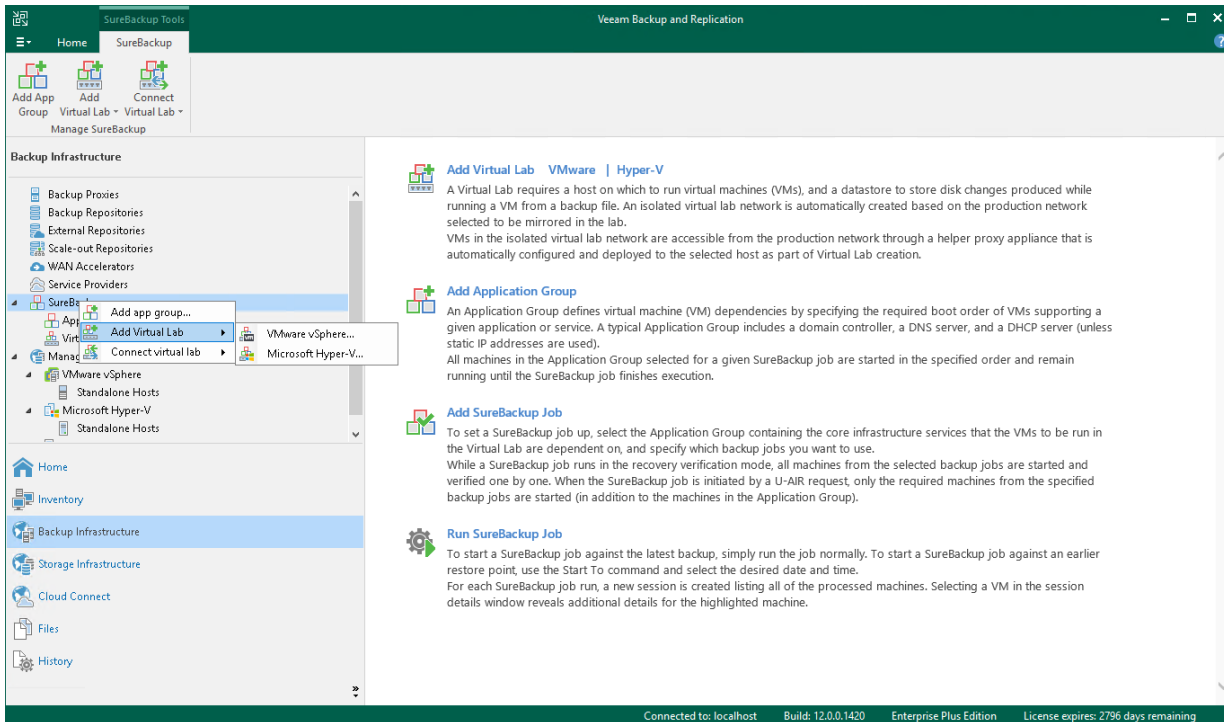 SureBackup Tools
Veeam Backup and Replication
Home
SureBackup
Add App
Group
Add
Virtual Lab
Connect
Virtual Lab
Manage SureBackup
Backup Infrastructure
Backup Proxies
Backup Repositories
External Repositories
Scale-out Repositories
WAN Accelerators
Service Providers
SureBa
App
Virt
Manag
VMware vSphere
Standalone Hosts
Microsoft Hyper-V
Standalone Hosts
Add app group...
Add Virtual Lab
Connect virtual lab
VMware vSphere...
Microsoft Hyper-V...
Home
Inventory
Backup Infrastructure
Storage Infrastructure
Cloud Connect
Files
History
Add Virtual Lab VMware | Hyper-V
A Virtual Lab requires a host on which to run virtual machines (VMs), and a datastore to store disk changes produced while
running a VM from a backup file. An isolated virtual lab network is automatically created based on the production network
selected to be mirrored in the lab.
VMs in the isolated virtual lab network are accessible from the production network through a helper proxy appliance that is
automatically configured and deployed to the selected host as part of Virtual Lab creation.
Add Application Group
An Application Group defines virtual machine (VM) dependencies by specifying the required boot order of VMs supporting a
given application or service. A typical Application Group includes a domain controller, a DNS server, and a DHCP server (unless
static IP addresses are used).
All machines in the Application Group selected for a given SureBackup job are started in the specified order and remain
running until the SureBackup job finishes execution.
Add SureBackup Job
To set a SureBackup job up, select the Application Group containing the core infrastructure services that the VMs to be run in
the Virtual Lab are dependent on, and specify which backup jobs you want to use.
While a SureBackup job runs in the recovery verification mode, all machines from the selected backup jobs are started and
verified one by one. When the SureBackup job is initiated by a U-AIR request, only the required machines from the specified
backup jobs are started (in addition to the machines in the Application Group).
Run SureBackup Job
To start a SureBackup job against the latest backup, simply run the job normally. To start a SureBackup job against an earlier
restore point, use the Start To command and select the desired date and time.
For each SureBackup job run, a new session is created listing all of the processed machines. Selecting a VM in the session
details window reveals additional details for the highlighted machine.
Connected to: localhost Build: 12.0.0.1420 Enterprise Plus Edition License expires: 2796 days remaining